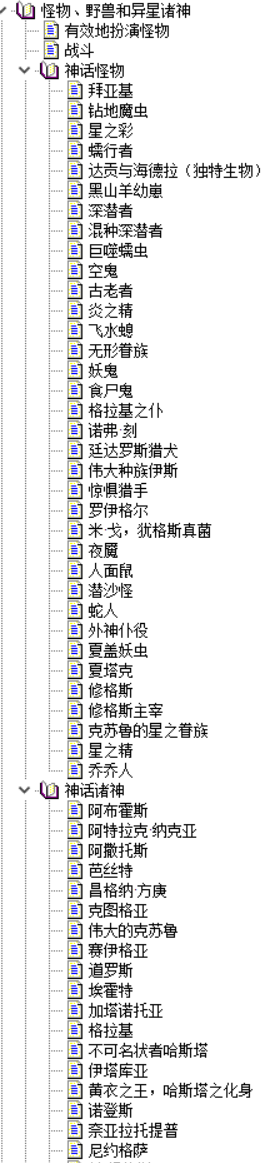 怪物、野兽和异星诸神
有效地扮演怪物
战斗
神话怪物
拜亚基
钻地魔虫
星之彩
蠕行者
达贡与海德拉（独特生物）
黑山羊幼崽
深潜者
混种深潜者
巨噬蠕虫
空鬼
古老者
炎之精
飞水螅
无形眷族
妖鬼
食尸鬼
格拉基之仆
诺弗·刻
廷达罗斯猎犬
伟大种族伊斯
惊惧猎手
罗伊格尔
米·戈，犹格斯真菌
夜魇
人面鼠
潜沙怪
蛇人
外神仆役
夏盖妖虫
夏塔克
修格斯
修格斯主宰
克苏鲁的星之眷族
星之精
乔乔人
神话诸神
阿布霍斯
阿特拉克·纳克亚
阿撒托斯
芭丝特
昌格纳·方庚
克图格亚
伟大的克苏鲁
赛伊格亚
道罗斯
埃霍特
加塔诺托亚
格拉基
不可名状者哈斯塔
伊塔库亚
黄衣之王，哈斯塔之化身
诺登斯
奈亚拉托提普
尼约格萨